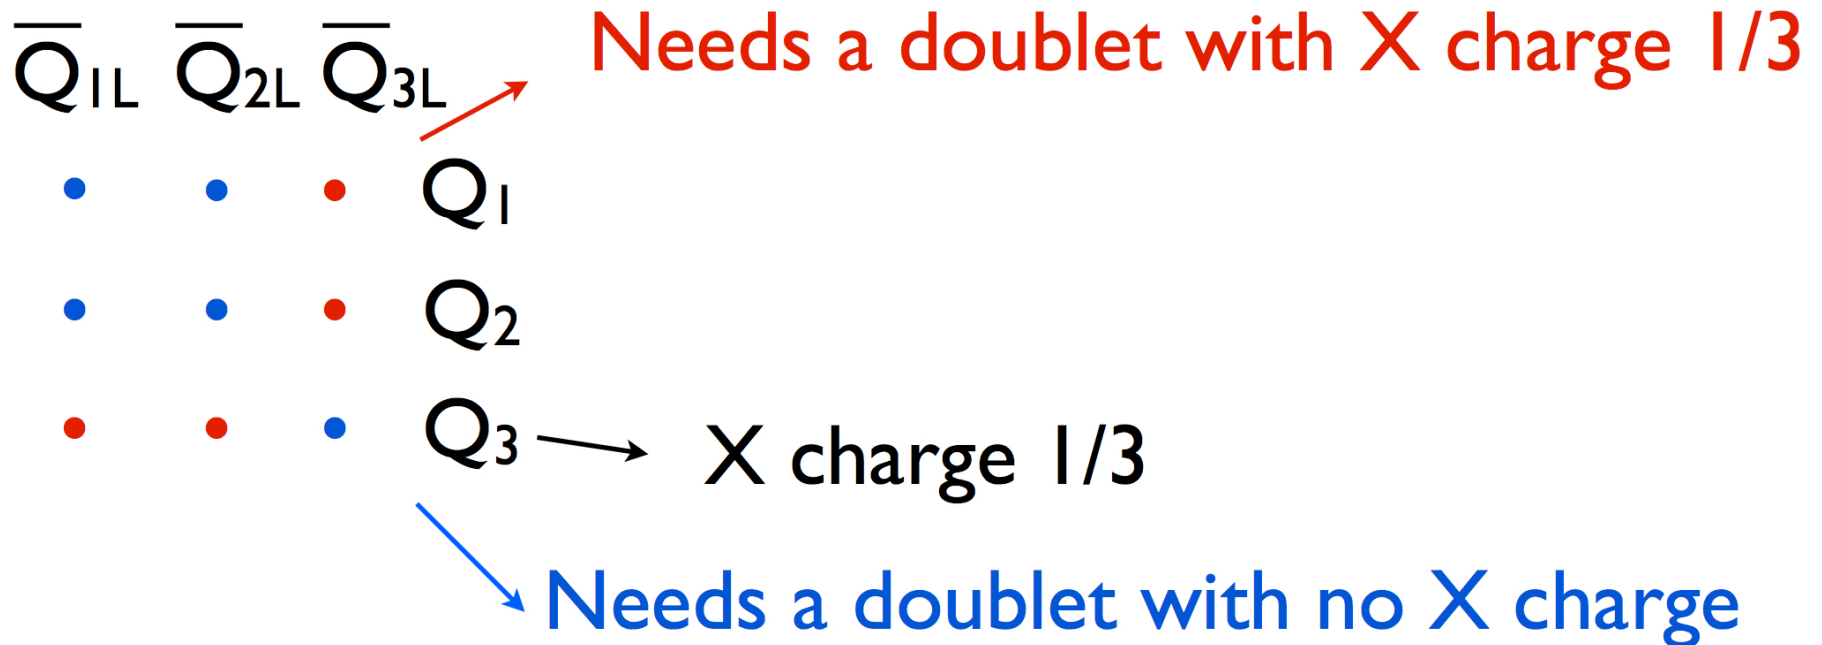 Q̅1L Q̅2L Q̅3L
Needs a doublet with X charge 1/3
Q1
Q2
Q3
X charge 1/3
Needs a doublet with no X charge